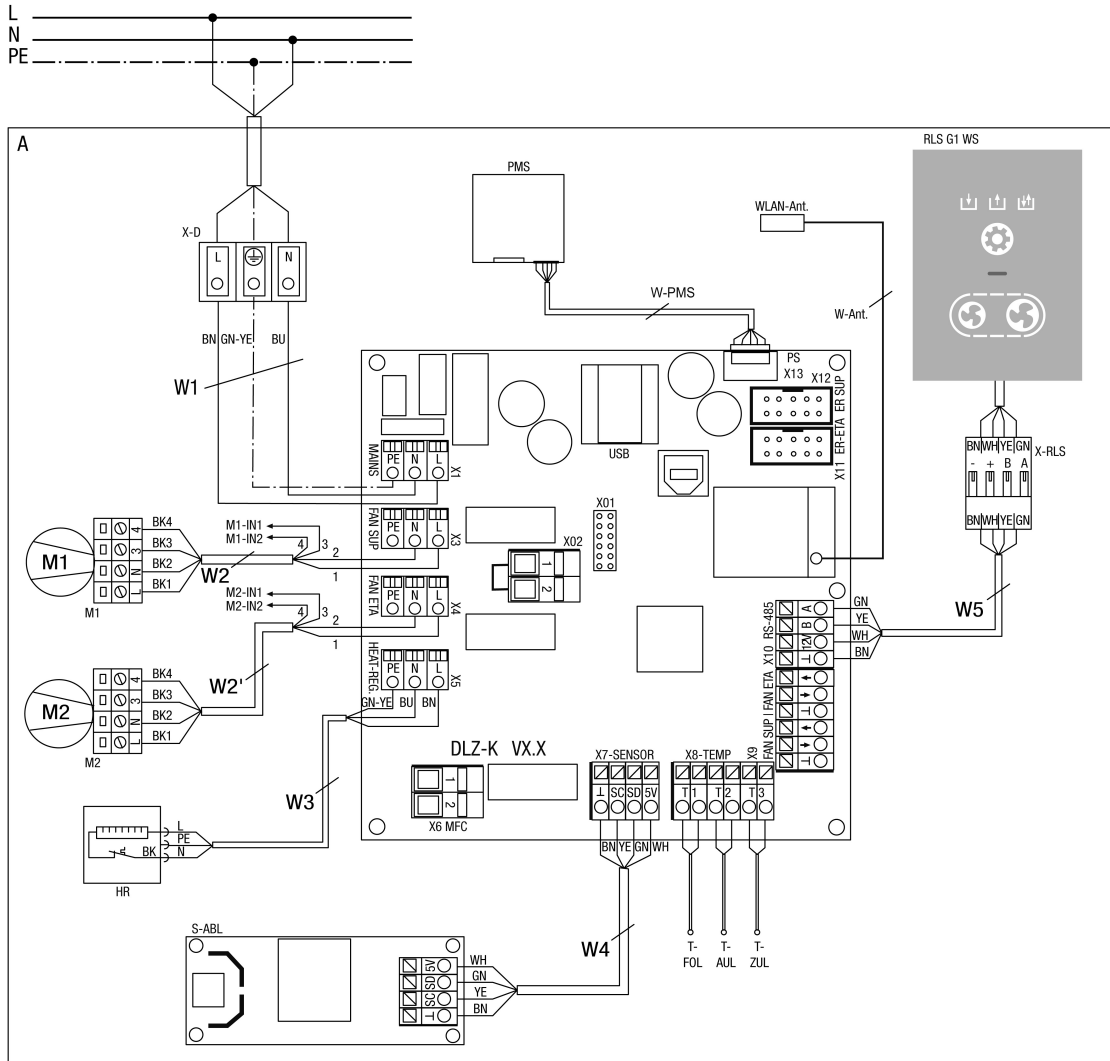 L
N
PE
A
RLS G1 WS
PMS
WLAN-Ant.
X-D
L
N
W-PMS
W-Ant.
BN GN-YE BU
W1
PS
X13
X12
ER SUP
X11
ER-ETA
USB
MAINS
PE N L
X1
BN WH YE GN
- + B A
X-RLS
BN WH YE GN
X01
FAN SUP
PE N L
X3
X02
1
2
M1-IN1
M1-IN2
4 3
2
1
BK4
BK3
BK2
BK1
4
3
N
L
M1
M1
W2
FAN ETA
PE N L
X4
M2-IN1
M2-IN2
4 3
2
1
W2'
BK4
BK3
BK2
BK1
4
3
N
L
M2
M2
HEAT-REG.
PE N L
X5
GN-YE BU BN
W5
GN
YE
WH
BN
X10 RS-485
A
B
12V
⊥
FAN SUP | FAN ETA
←
→
⊥
←
→
⊥
DLZ-K VX.X
W3
1
2
X6 MFC
X7-SENSOR
⊥ SC SD 5V
X8-TEMP
X9
T 1 T 2 T 3
BN YE GN WH
L
PE
BK N
HR
W4
T-FOL
T-AUL
T-ZUL
S-ABL
5V
SD
SC
⊥
WH
GN
YE
BN